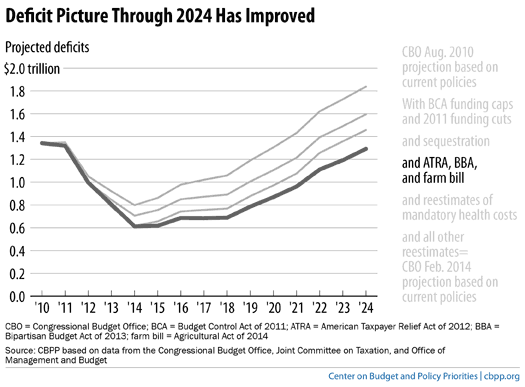 Deficit Picture Through 2024 Has Improved
Projected deficits
$2.0 trillion
1.8
1.6
1.4
1.2
1.0
0.8
0.6
0.4
0.2
0.0
'10 '11 '12 '13 '14 '15 '16 '17 '18 '19 '20 '21 '22 '23 '24
CBO Aug. 2010
projection based on
current policies
With BCA funding caps
and 2011 funding cuts
and sequestration
and ATRA, BBA,
and farm bill
and reestimates of
mandatory health costs
and all other
reestimates=
CBO Feb. 2014
projection based on
current policies
CBO = Congressional Budget Office; BCA = Budget Control Act of 2011; ATRA = American Taxpayer Relief Act of 2012; BBA =
Bipartisan Budget Act of 2013; farm bill = Agricultural Act of 2014
Source: CBPP based on data from the Congressional Budget Office, Joint Committee on Taxation, and Office of
Management and Budget
Center on Budget and Policy Priorities | cbpp.org